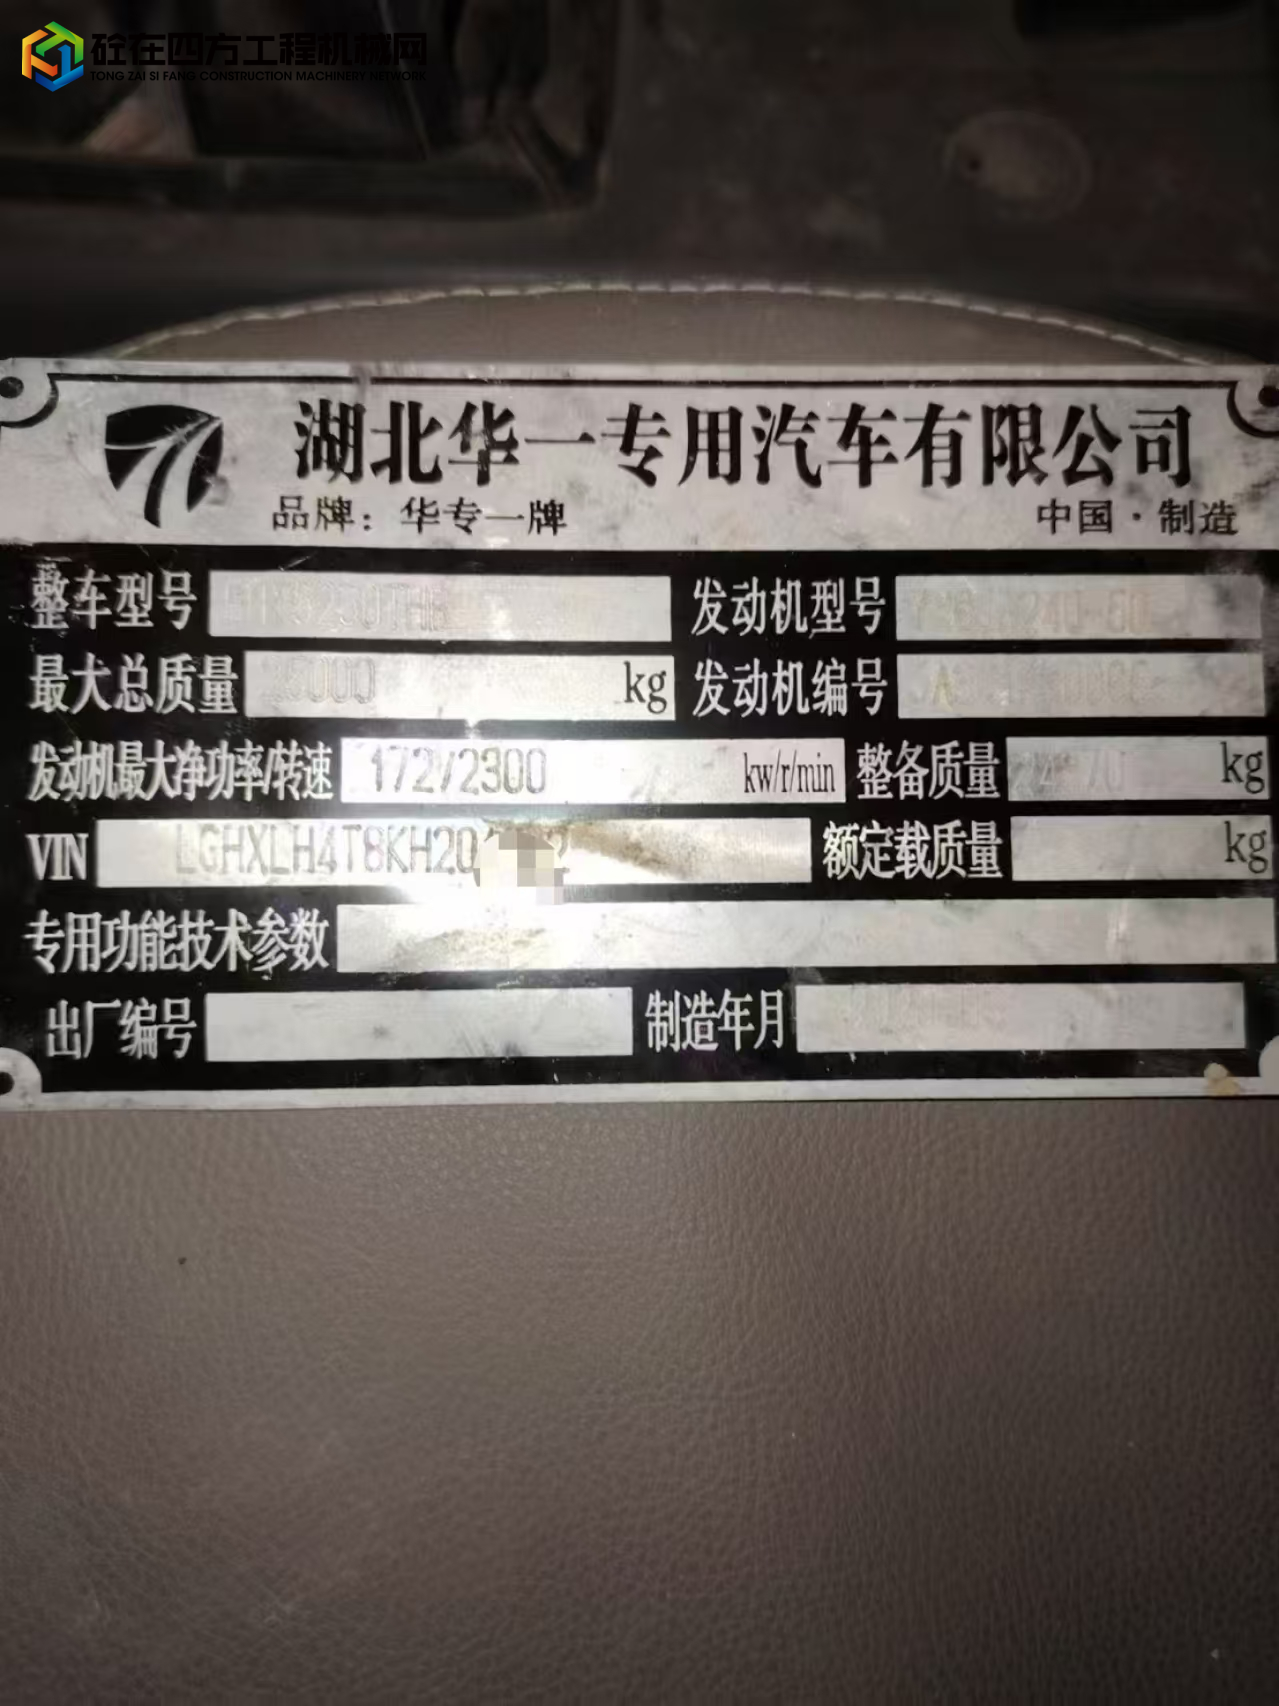 砼在四方工程机械网
TONG ZAI SI FANG CONSTRUCTION MACHINERY NETWORK
湖北华一专用汽车有限公司
品牌：华专一牌 中国·制造
整车型号 发动机型号
最大总质量 kg 发动机编号
发动机最大净功率/转速 172/2300 kw/r/min 整备质量 kg
VIN LGHXLH4T8KH20 额定载质量 kg
专用功能技术参数
出厂编号 制造年月